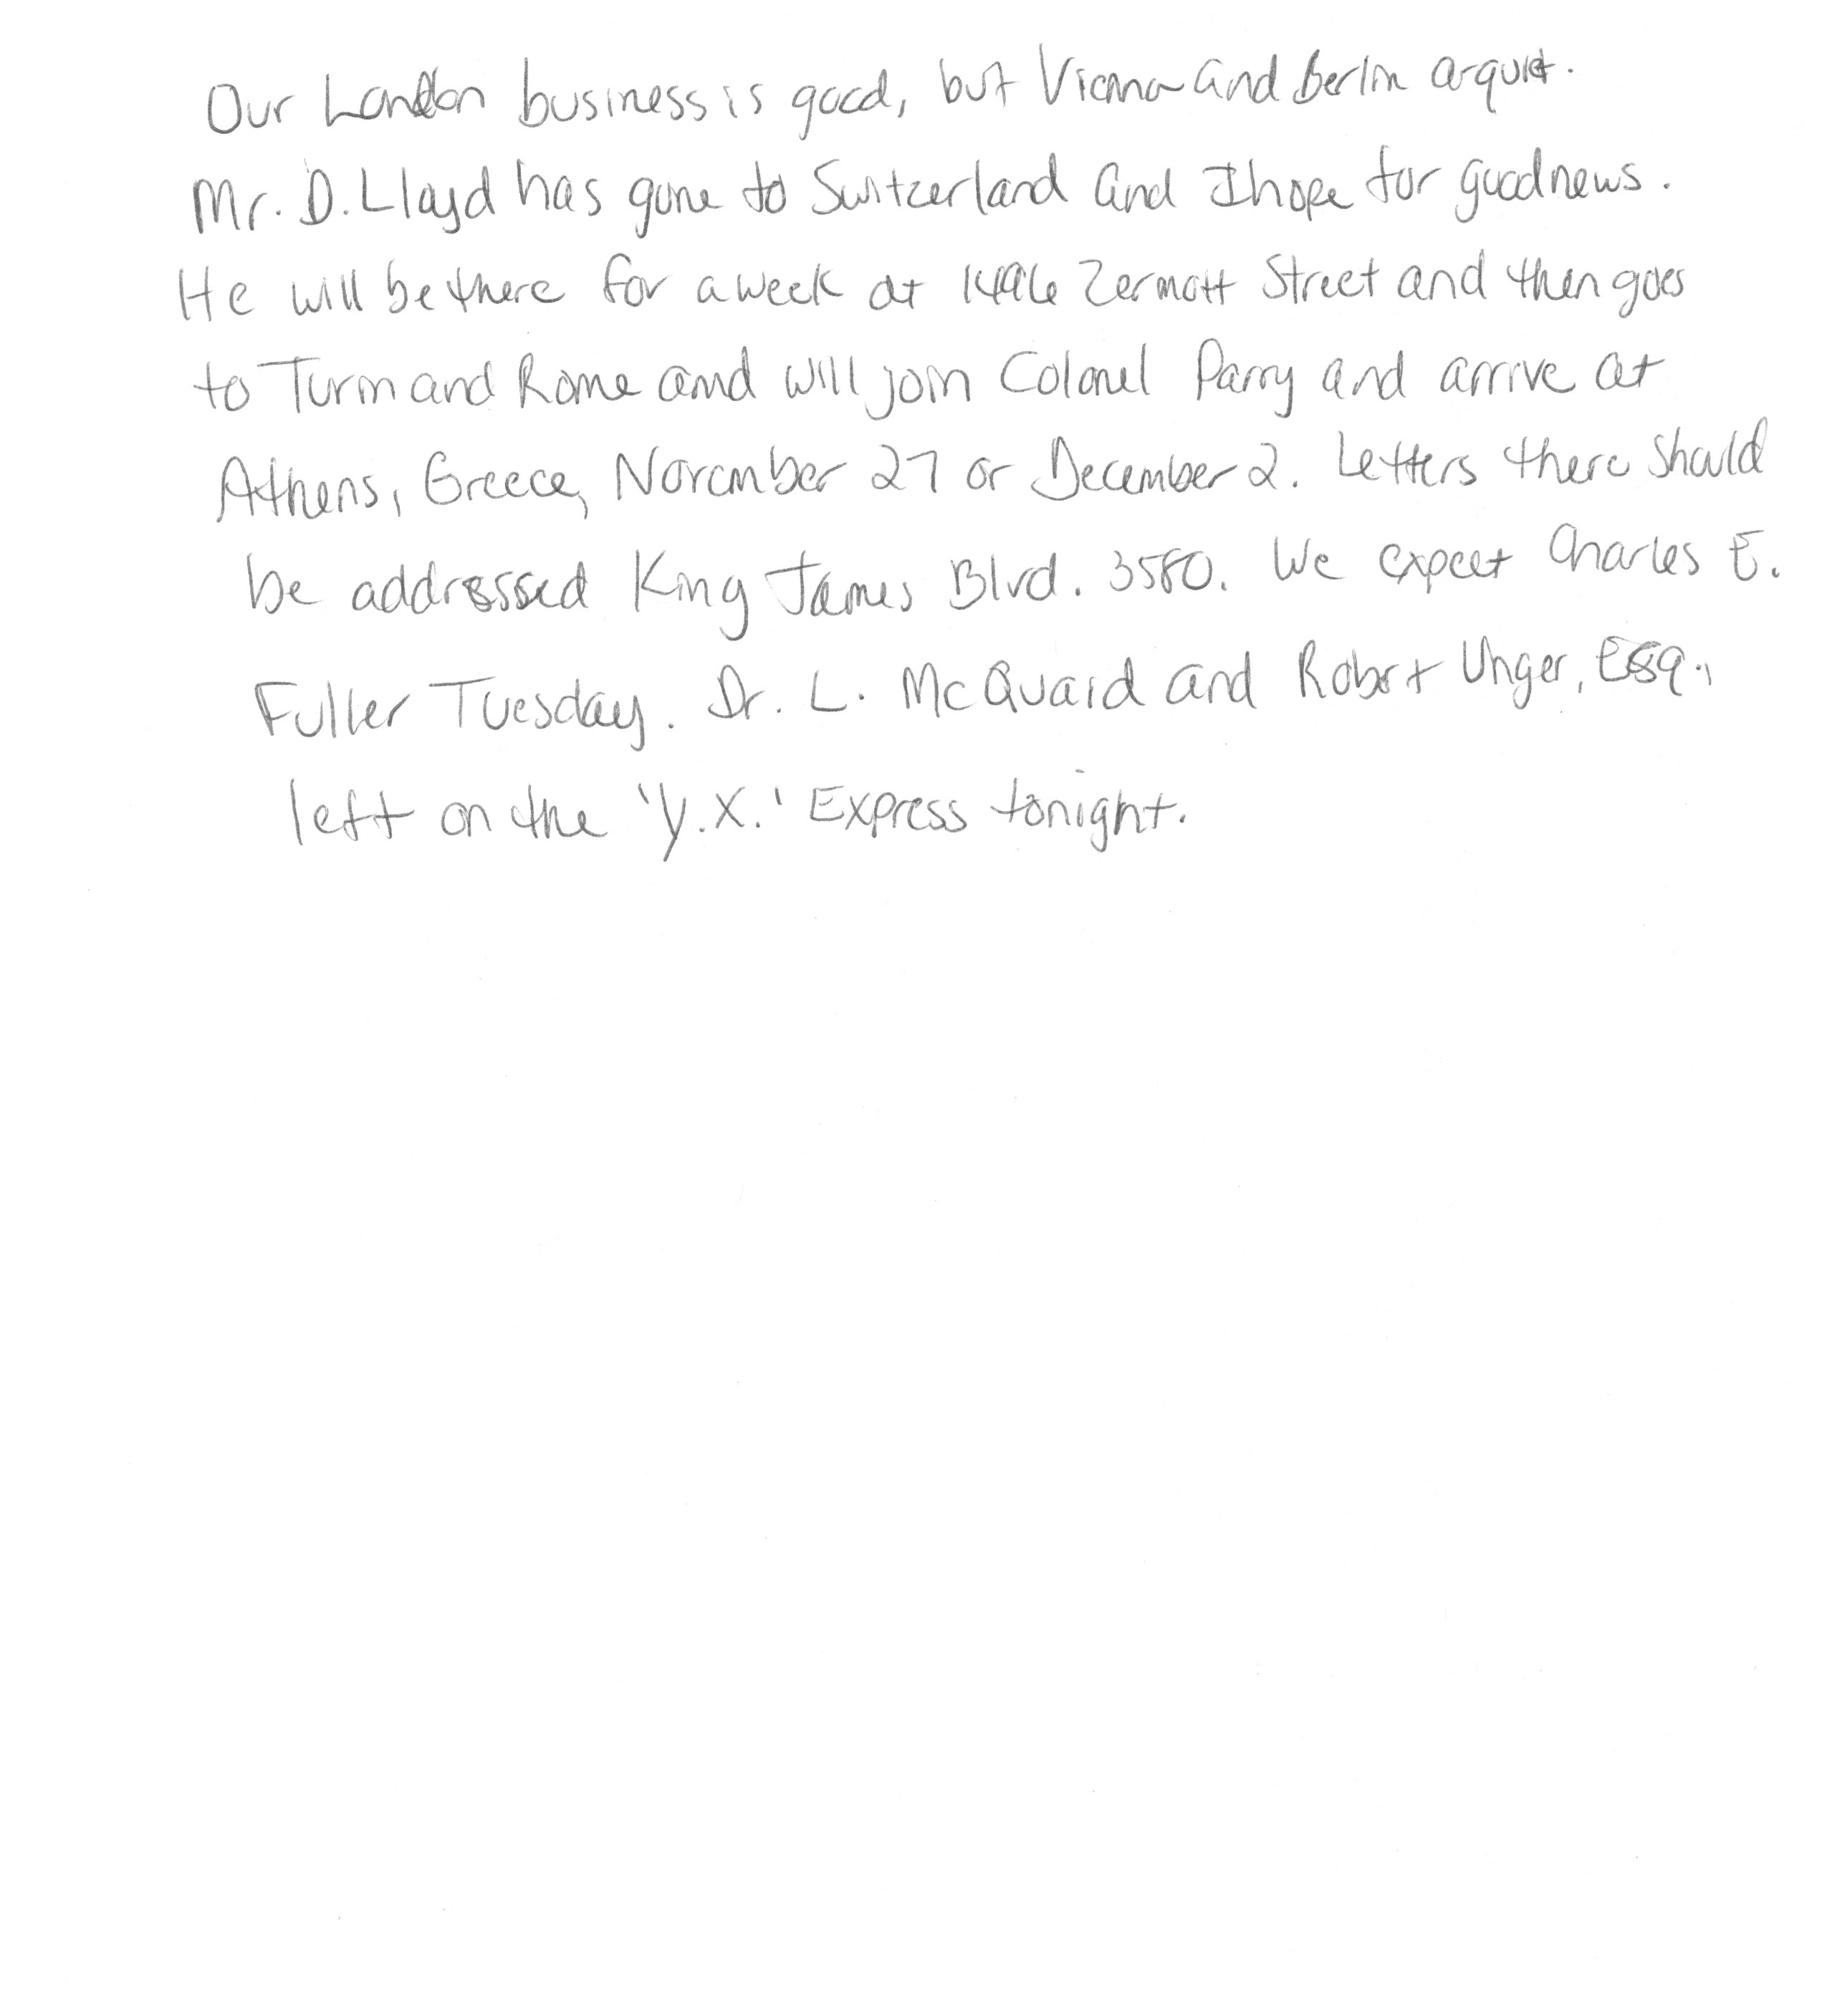 Our London business is good, but Vienna and Berlin ar quiet.
Mr. D. Lloyd has gone to Switzerland and I hope for good news.
He will be there for a week at 1496 Zermott Street and then goes
to Turin and Rome and will join Colonel Parry and arrive at
Athens, Greece, November 27 or December 2. Letters there should
be addressed King James Blvd. 3580. We expect Charles E.
Fuller Tuesday. Dr. L. McQuaid and Robert Unger, Esq.,
left on the 'Y.X.' Express tonight.